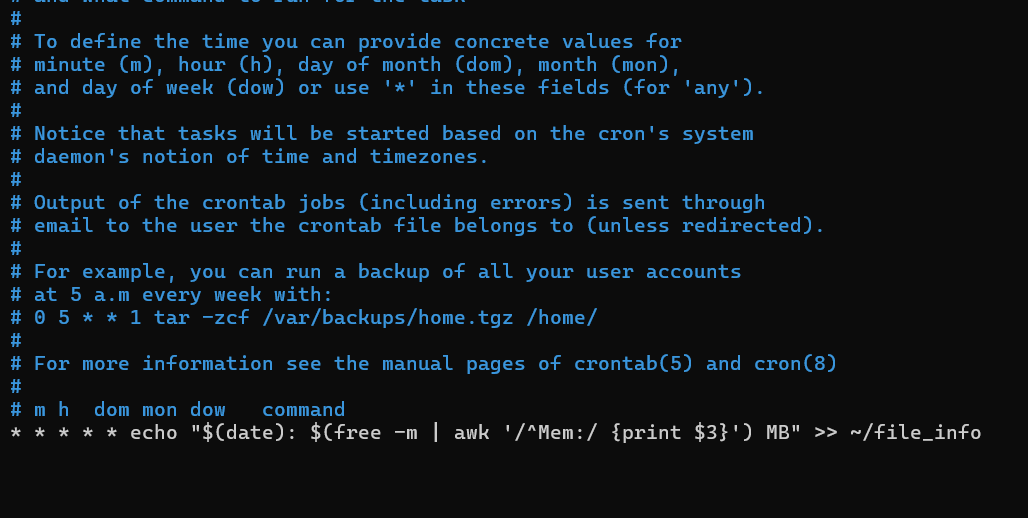 # and what command to run for the task
#
# To define the time you can provide concrete values for
# minute (m), hour (h), day of month (dom), month (mon),
# and day of week (dow) or use '*' in these fields (for 'any').
#
# Notice that tasks will be started based on the cron's system
# daemon's notion of time and timezones.
#
# Output of the crontab jobs (including errors) is sent through
# email to the user the crontab file belongs to (unless redirected).
#
# For example, you can run a backup of all your user accounts
# at 5 a.m every week with:
# 0 5 * * 1 tar -zcf /var/backups/home.tgz /home/
#
# For more information see the manual pages of crontab(5) and cron(8)
#
# m h  dom mon dow   command
* * * * * echo "$(date): $(free -m | awk '/^Mem:/ {print $3}') MB" >> ~/file_info